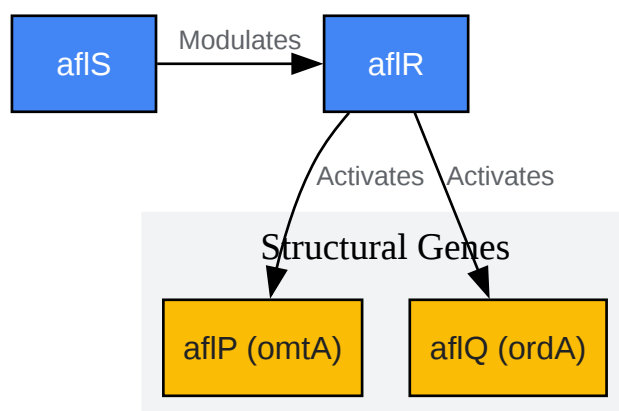 aflS
Modulates
aflR
Activates
Activates
Structural Genes
aflP (omtA)
aflQ (ordA)